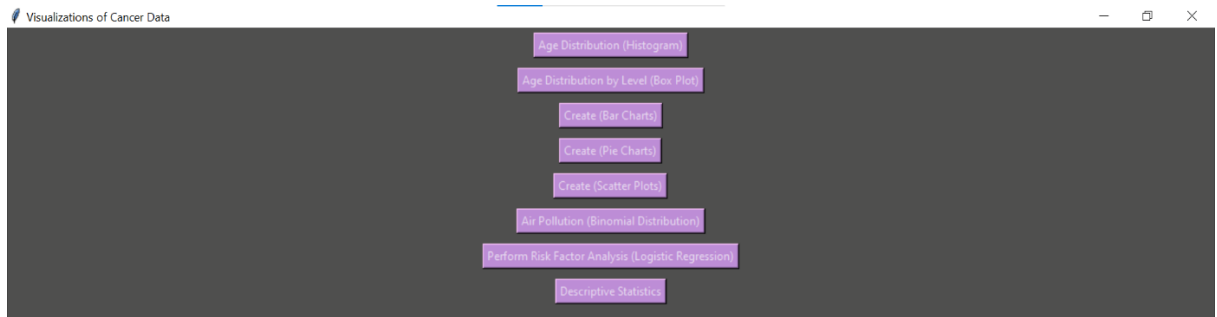 Visualizations of Cancer Data
Age Distribution (Histogram)
Age Distribution by Level (Box Plot)
Create (Bar Charts)
Create (Pie Charts)
Create (Scatter Plots)
Air Pollution (Binomial Distribution)
Perform Risk Factor Analysis (Logistic Regression)
Descriptive Statistics